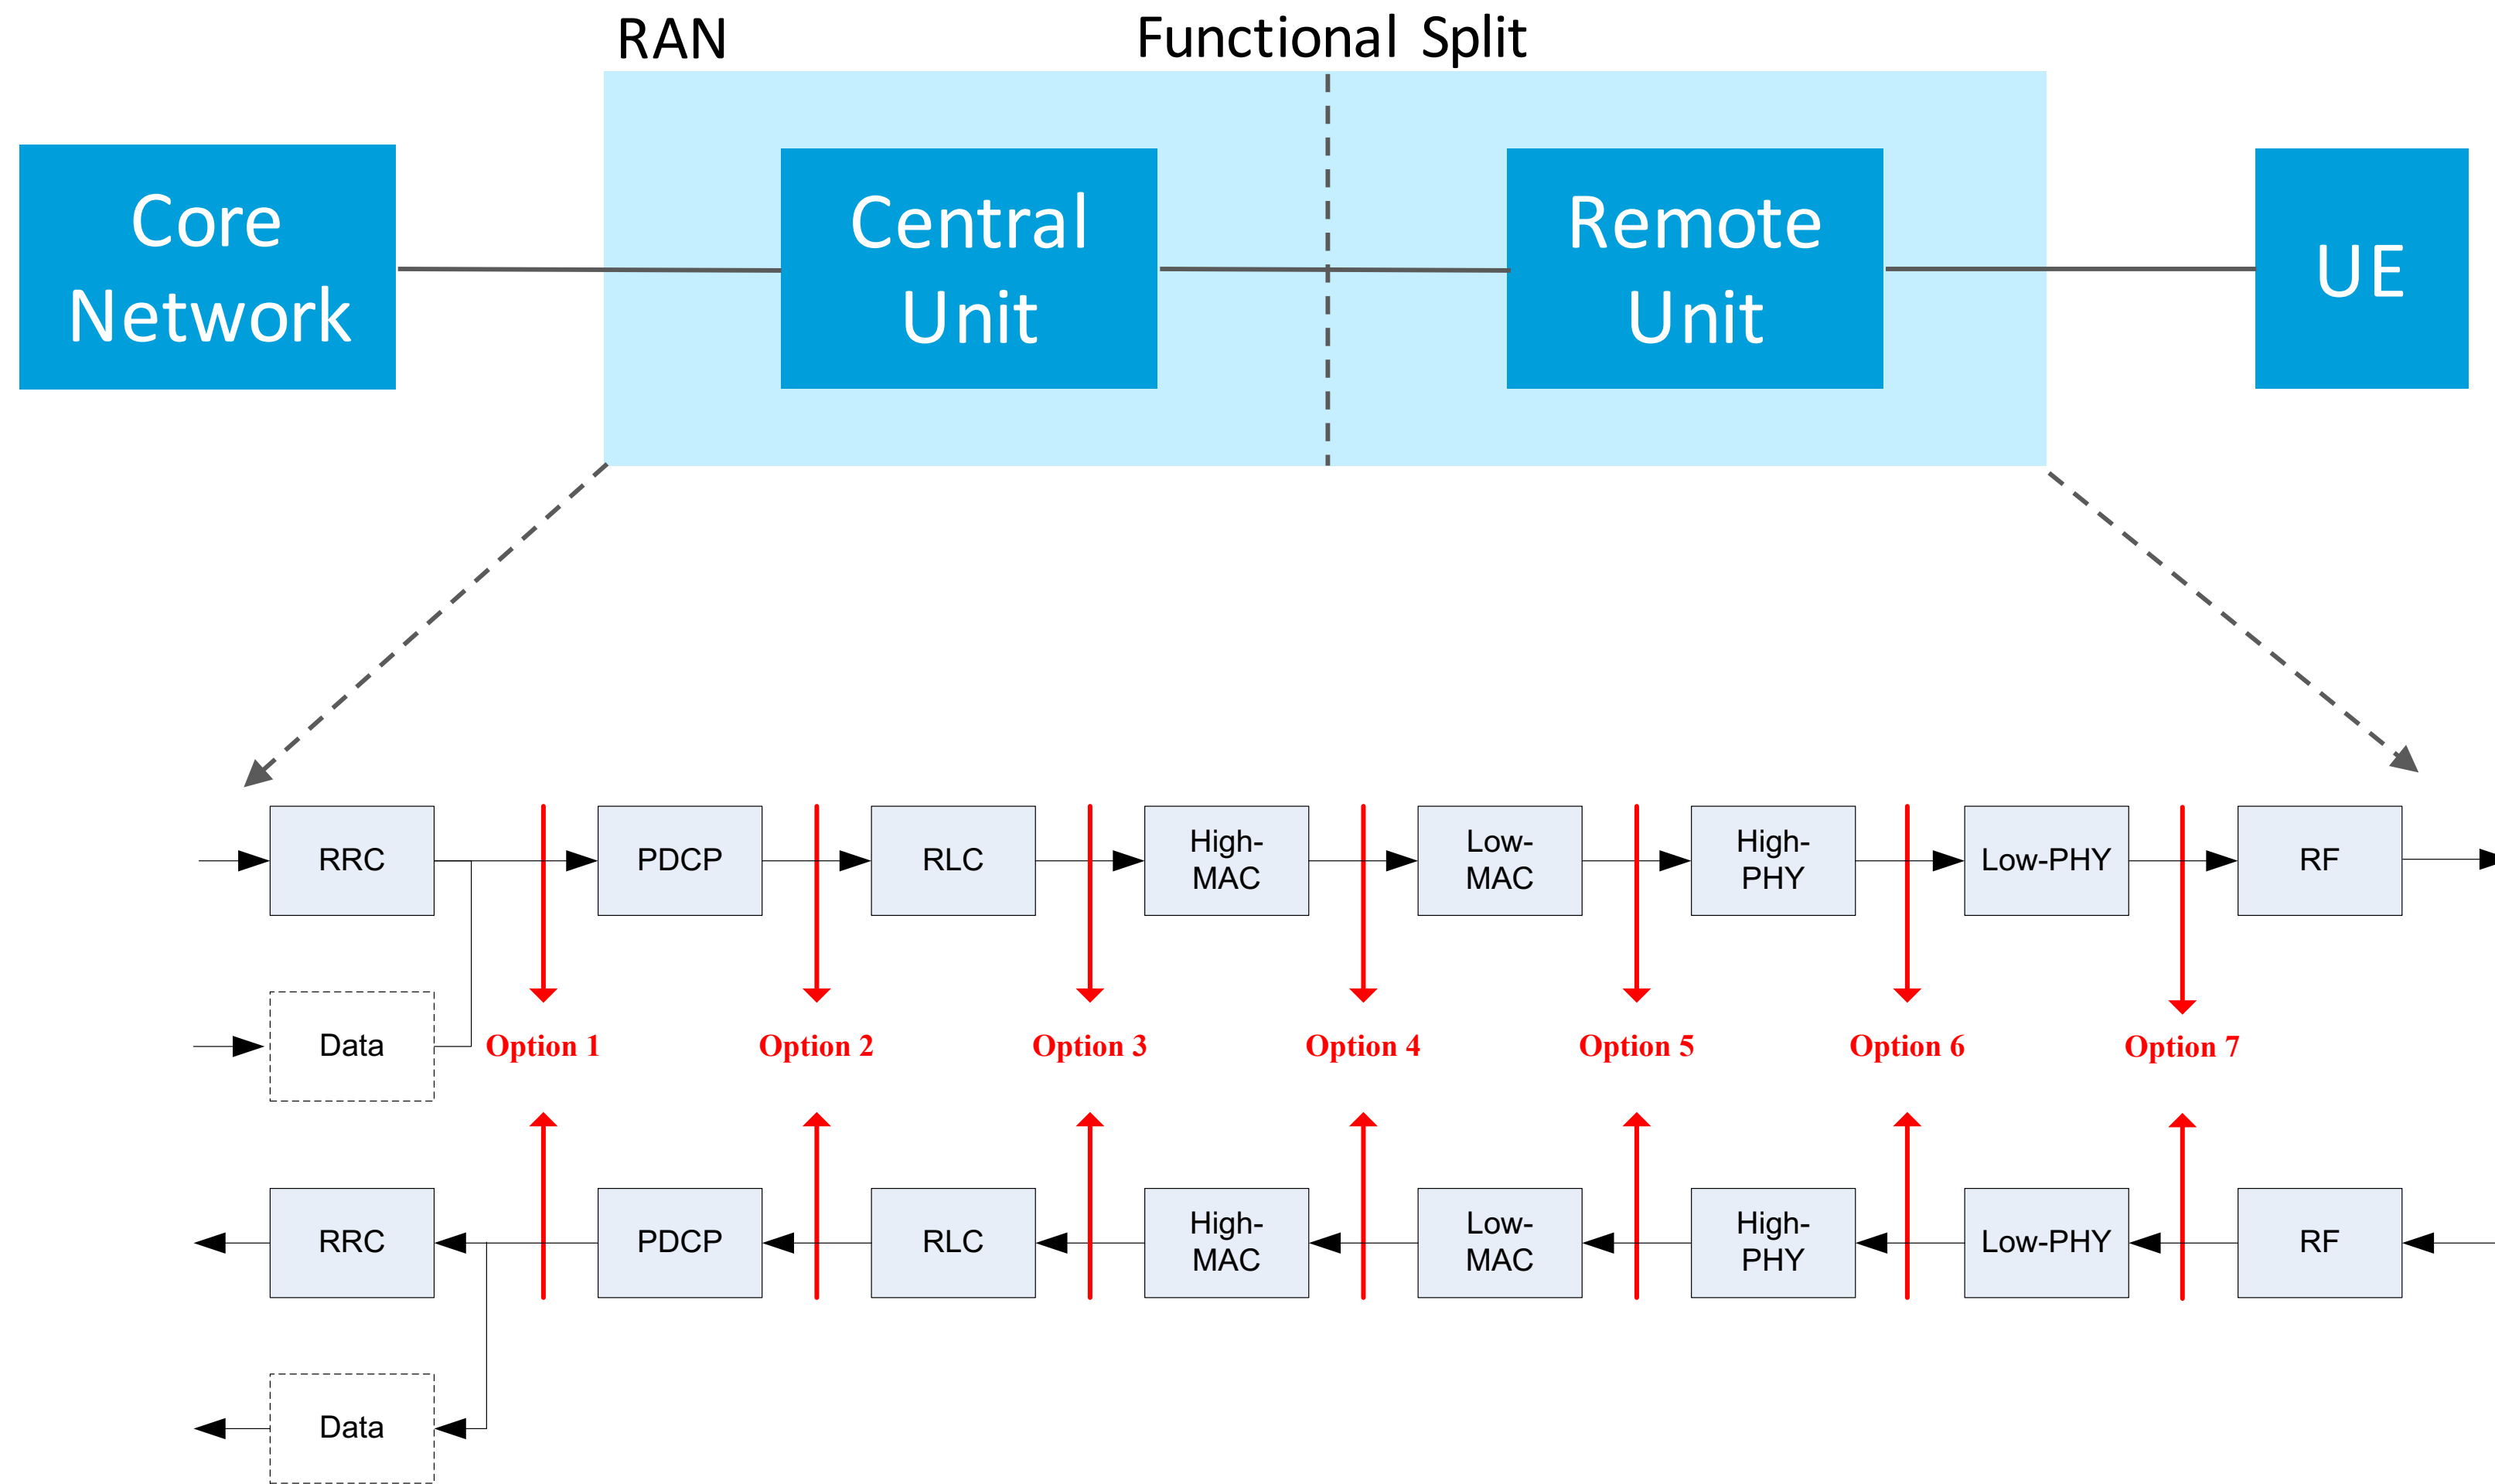 RAN
Functional Split
Core
Network
Central
Unit
Remote
Unit
UE
RRC
PDCP
RLC
High-
MAC
Low-
MAC
High-
PHY
Low-PHY
RF
Data
Option 1
Option 2
Option 3
Option 4
Option 5
Option 6
Option 7
RRC
PDCP
RLC
High-
MAC
Low-
MAC
High-
PHY
Low-PHY
RF
Data